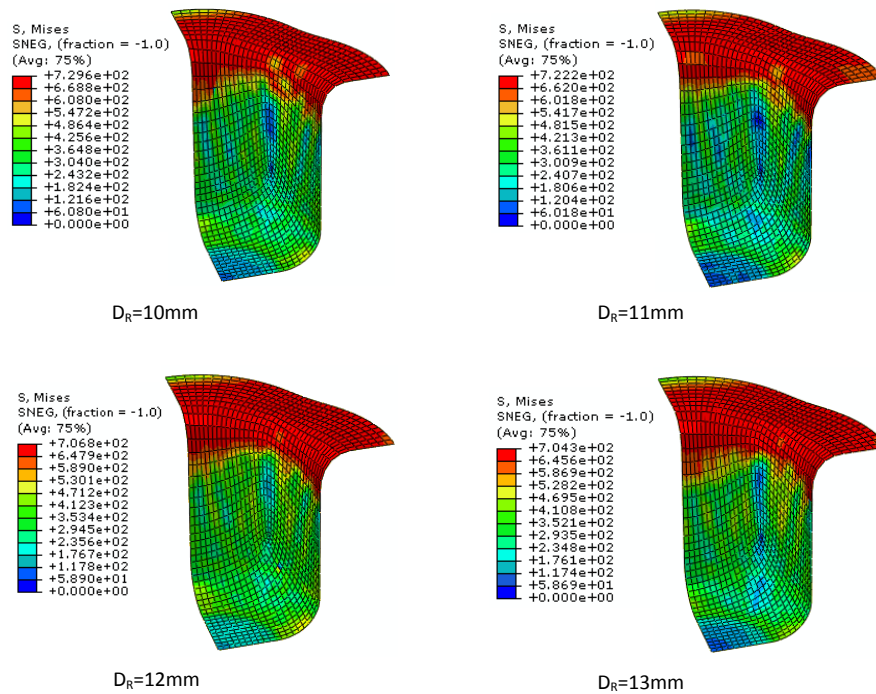 S, Mises
SNEG, (fraction = -1.0)
(Avg: 75%)
+7.296e+02
+6.688e+02
+6.080e+02
+5.472e+02
+4.864e+02
+4.256e+02
+3.648e+02
+3.040e+02
+2.432e+02
+1.824e+02
+1.216e+02
+6.080e+01
+0.000e+00
D_R=10mm
S, Mises
SNEG, (fraction = -1.0)
(Avg: 75%)
+7.222e+02
+6.620e+02
+6.018e+02
+5.417e+02
+4.815e+02
+4.213e+02
+3.611e+02
+3.009e+02
+2.407e+02
+1.806e+02
+1.204e+02
+6.018e+01
+0.000e+00
D_R=11mm
S, Mises
SNEG, (fraction = -1.0)
(Avg: 75%)
+7.068e+02
+6.479e+02
+5.890e+02
+5.301e+02
+4.712e+02
+4.123e+02
+3.534e+02
+2.945e+02
+2.356e+02
+1.767e+02
+1.178e+02
+5.890e+01
+0.000e+00
D_R=12mm
S, Mises
SNEG, (fraction = -1.0)
(Avg: 75%)
+7.043e+02
+6.456e+02
+5.869e+02
+5.282e+02
+4.695e+02
+4.108e+02
+3.521e+02
+2.935e+02
+2.348e+02
+1.761e+02
+1.174e+02
+5.869e+01
+0.000e+00
D_R=13mm